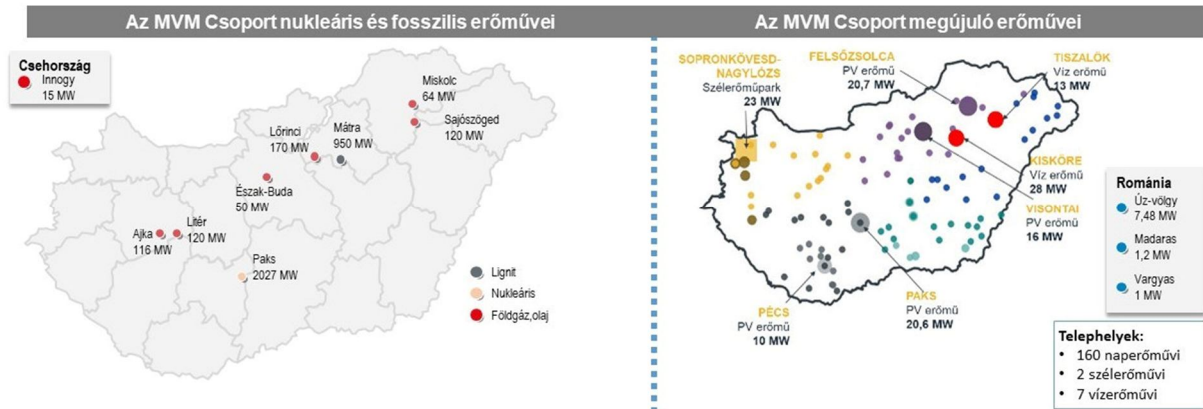 Az MVM Csoport nukleáris és fosszilis erőművei
Csehország
Innogy
15 MW
Miskolc
64 MW
Sajószöged
120 MW
Lőrinci
170 MW
Mátra
950 MW
Észak-Buda
50 MW
Ajka
116 MW
Litér
120 MW
Paks
2027 MW
Lignit
Nukleáris
Földgáz,olaj
Az MVM Csoport megújuló erőművei
SOPRONKÖVESD-
NAGYLÓZS
Szélerőműpark
23 MW
FELSŐZSOLCA
PV erőmű
20,7 MW
TISZALÖK
Víz erőmű
13 MW
KISKÖRE
Víz erőmű
28 MW
VISONTAI
PV erőmű
16 MW
PAKS
PV erőmű
20,6 MW
PÉCS
PV erőmű
10 MW
Románia
Úz-völgy
7,48 MW
Madaras
1,2 MW
Vargyas
1 MW
Telephelyek:
• 160 naperőművi
• 2 szélerőművi
• 7 vízerőművi